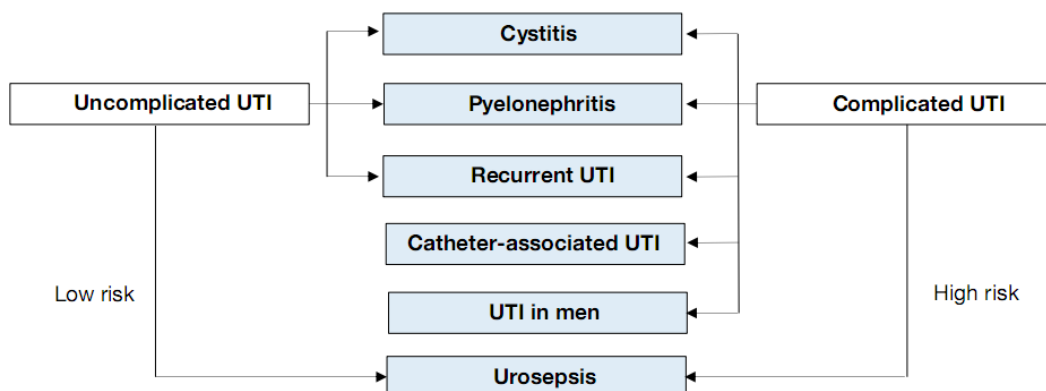 Cystitis
Uncomplicated UTI
Pyelonephritis
Complicated UTI
Recurrent UTI
Catheter-associated UTI
Low risk
High risk
UTI in men
Urosepsis